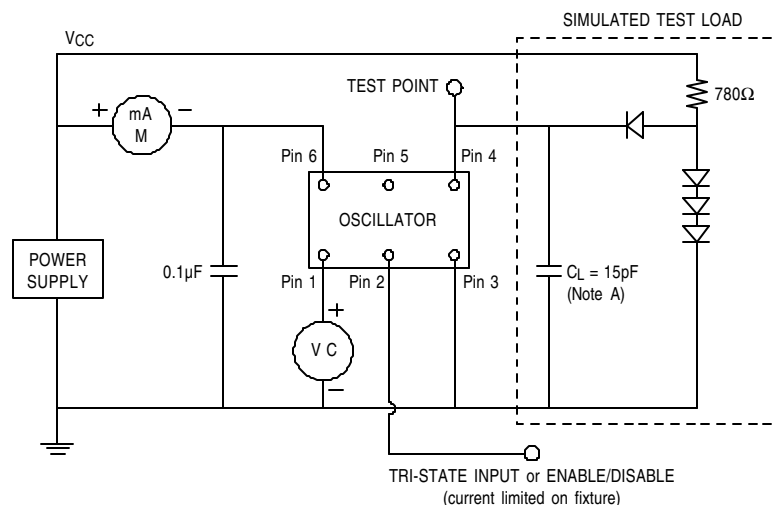 SIMULATED TEST LOAD
VCC
TEST POINT
780Ω
+
mA
M
−
Pin 6
Pin 5
Pin 4
OSCILLATOR
POWER
SUPPLY
0.1µF
Pin 1
Pin 2
Pin 3
CL = 15pF
(Note A)
+
V C
−
TRI-STATE INPUT or ENABLE/DISABLE
(current limited on fixture)